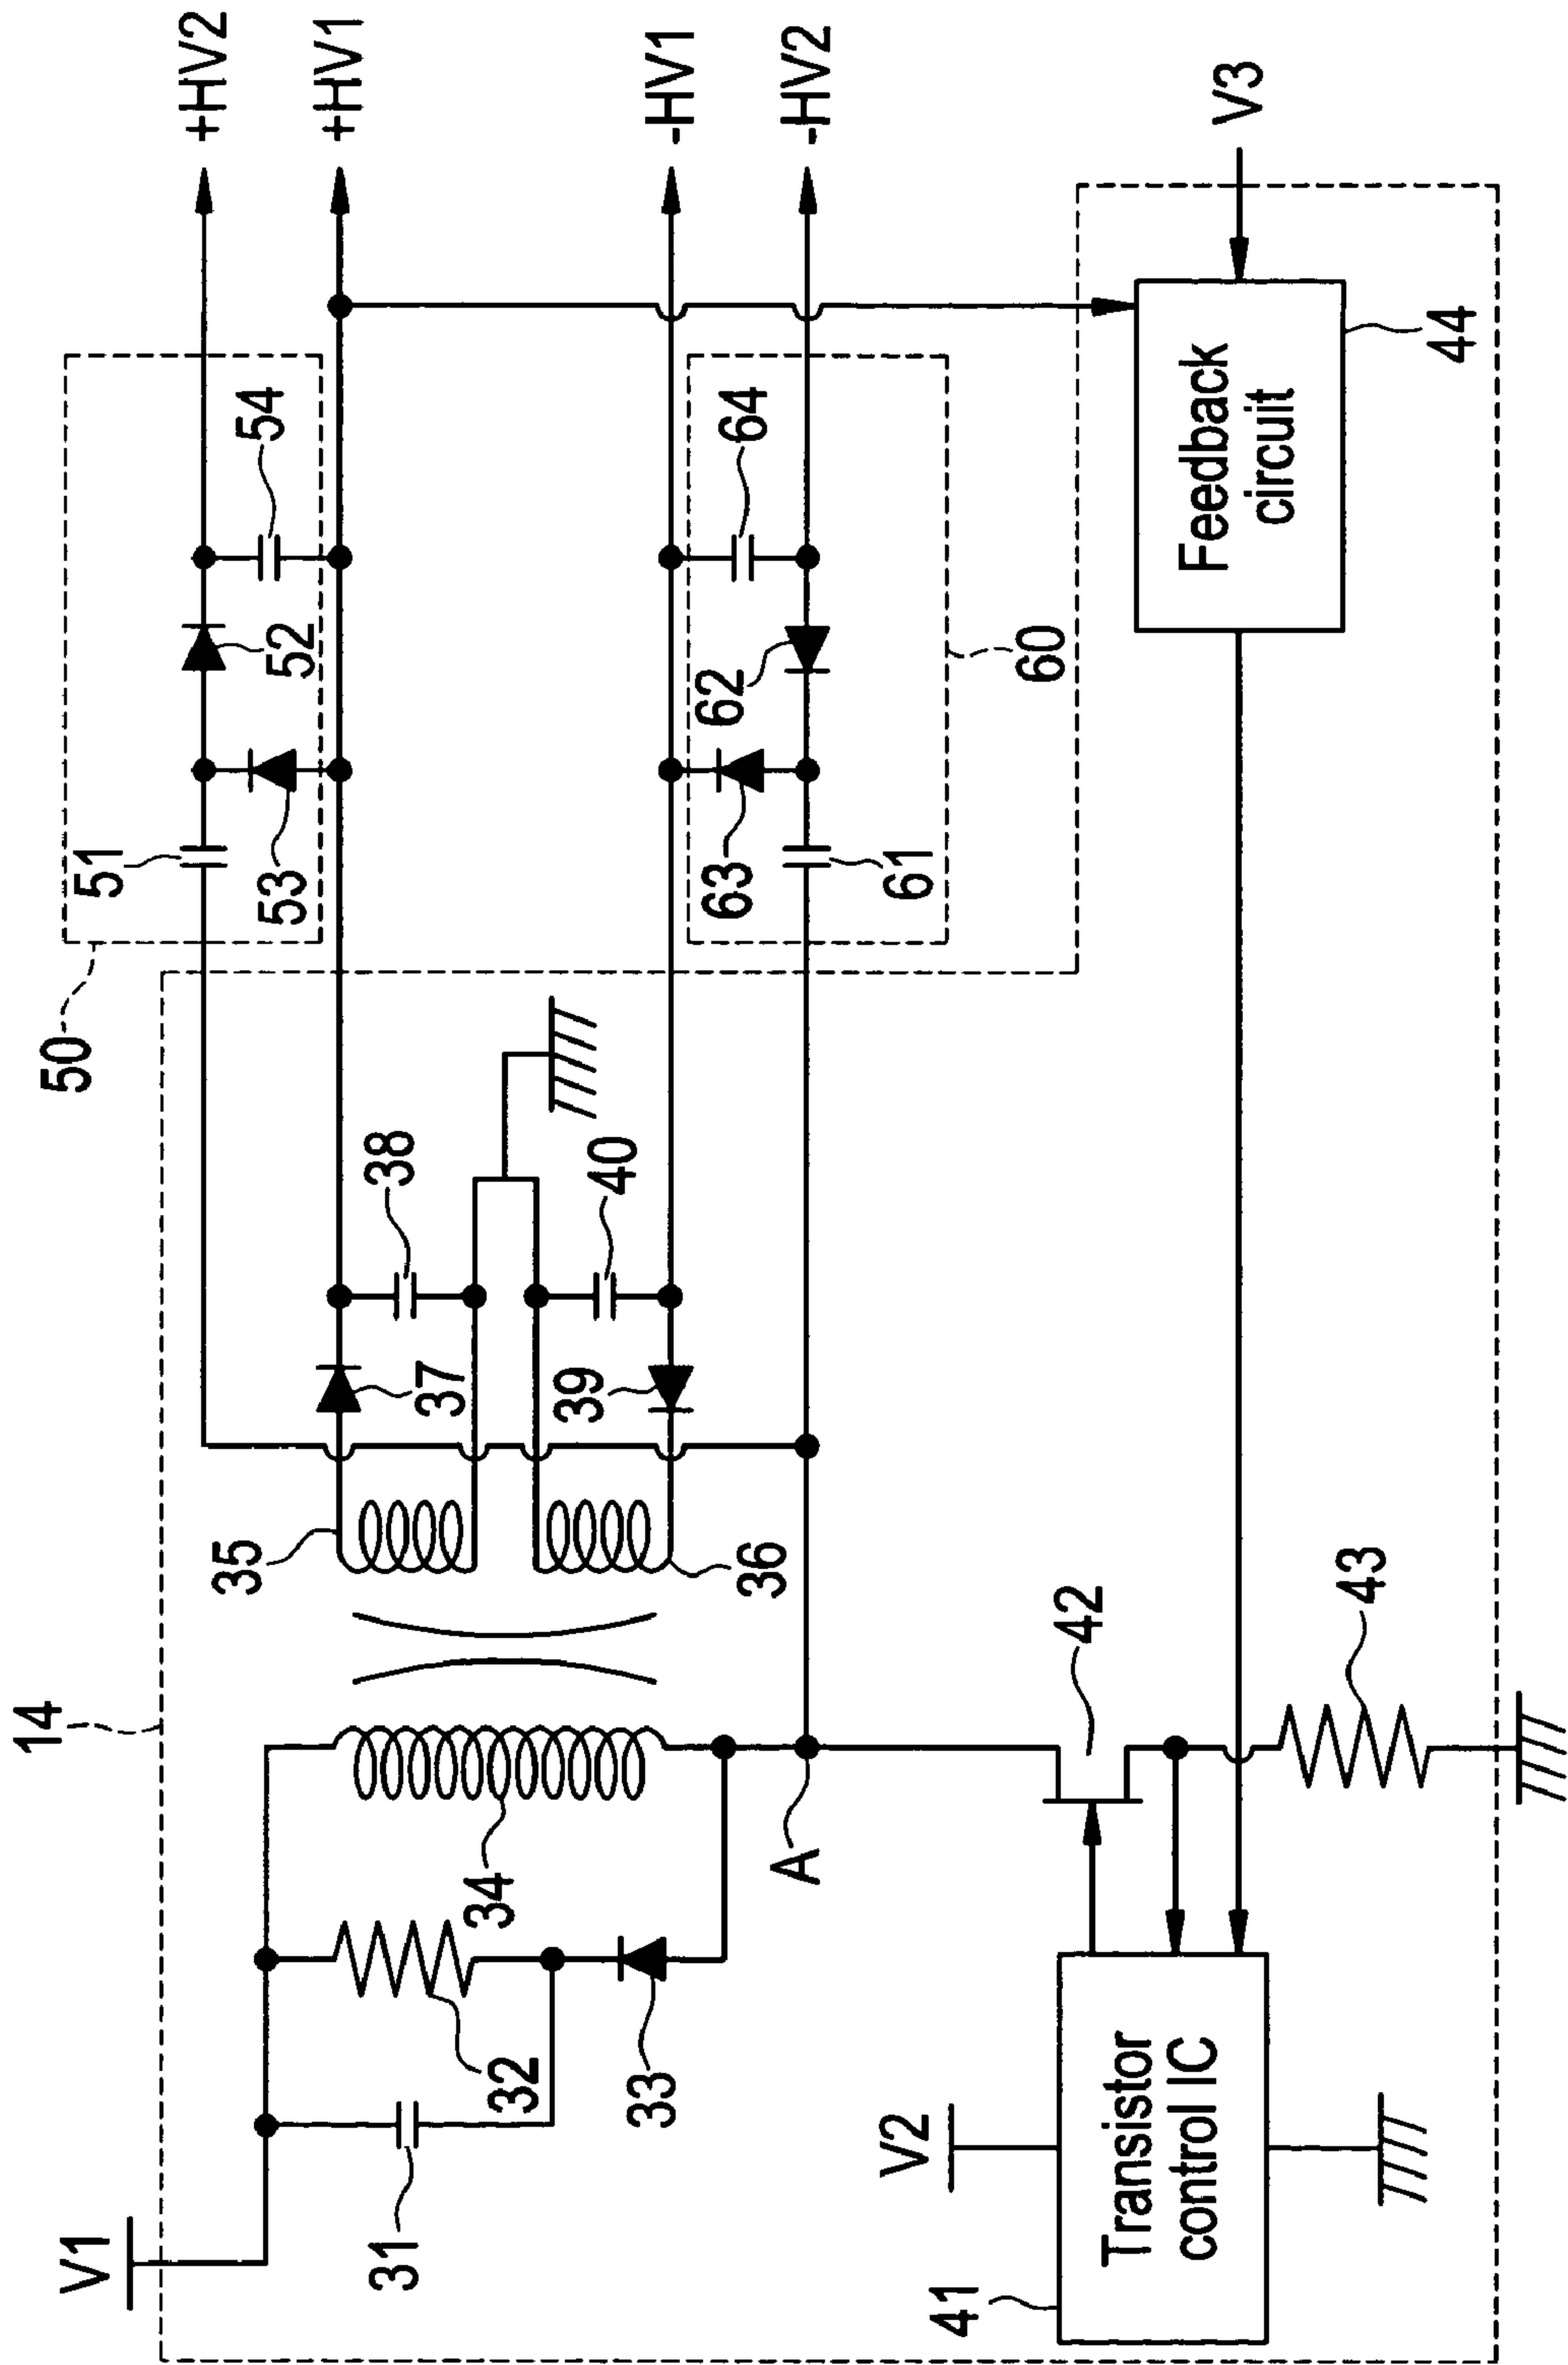 14
50
+HV2
+HV1
-HV1
-HV2
V3
V1
31
32
33
34
35
36
37
38
39
40
51
52
53
54
60
61
62
63
64
A
V2
41
Transistor
control IC
42
43
Feedback
circuit
44